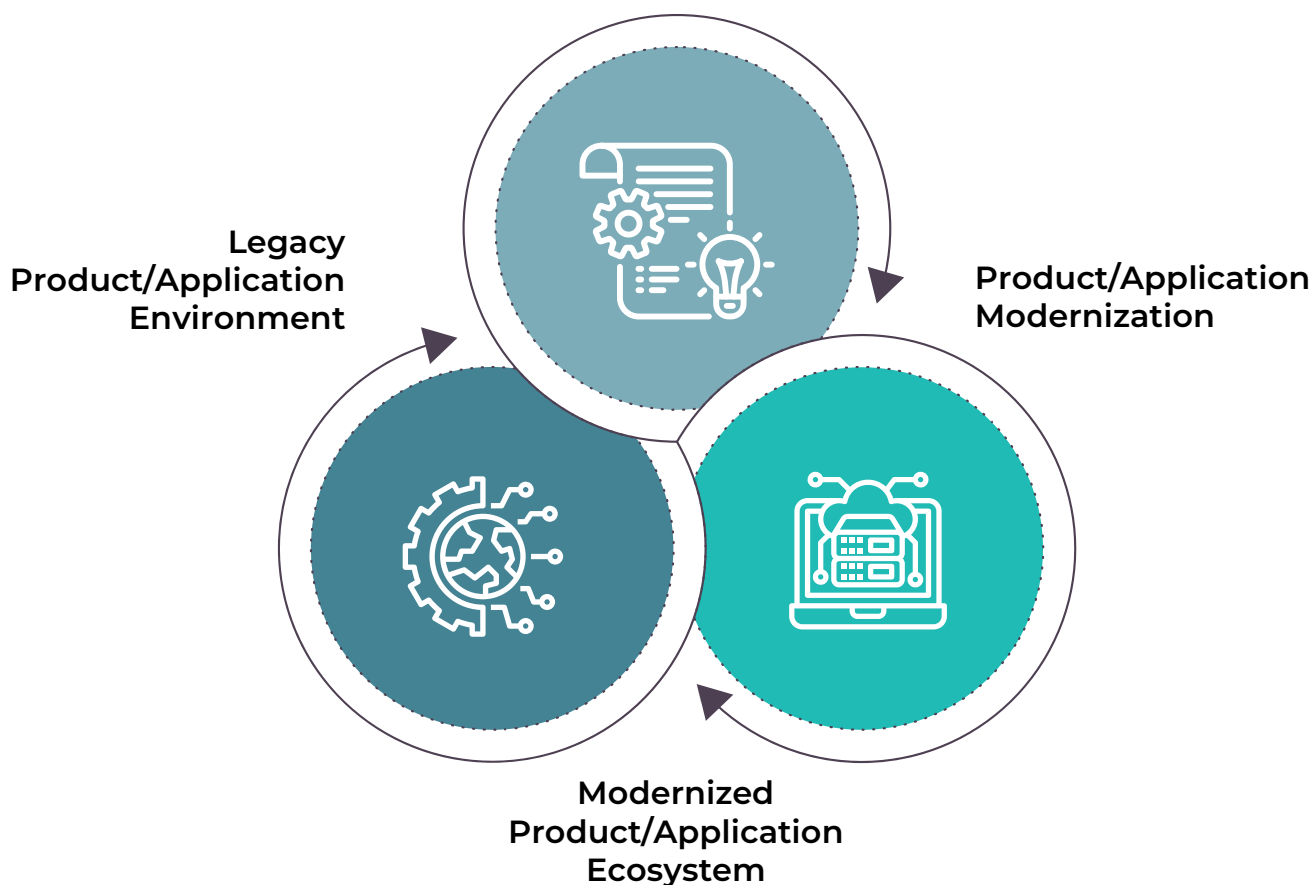 Legacy
Product/Application
Environment
Product/Application
Modernization
Modernized
Product/Application
Ecosystem